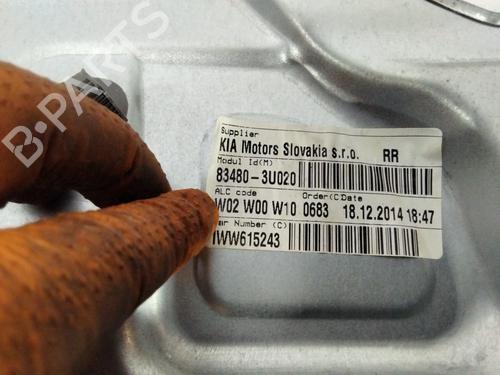 Supplier
KIA Motors Slovakia s.r.o. RR
Modul Id(M)
83480-3U020
ALC code Order(C) Date
W02 W00 W10 0683 18.12.2014 18:47
Number (C)
WW615243
B-PARTS